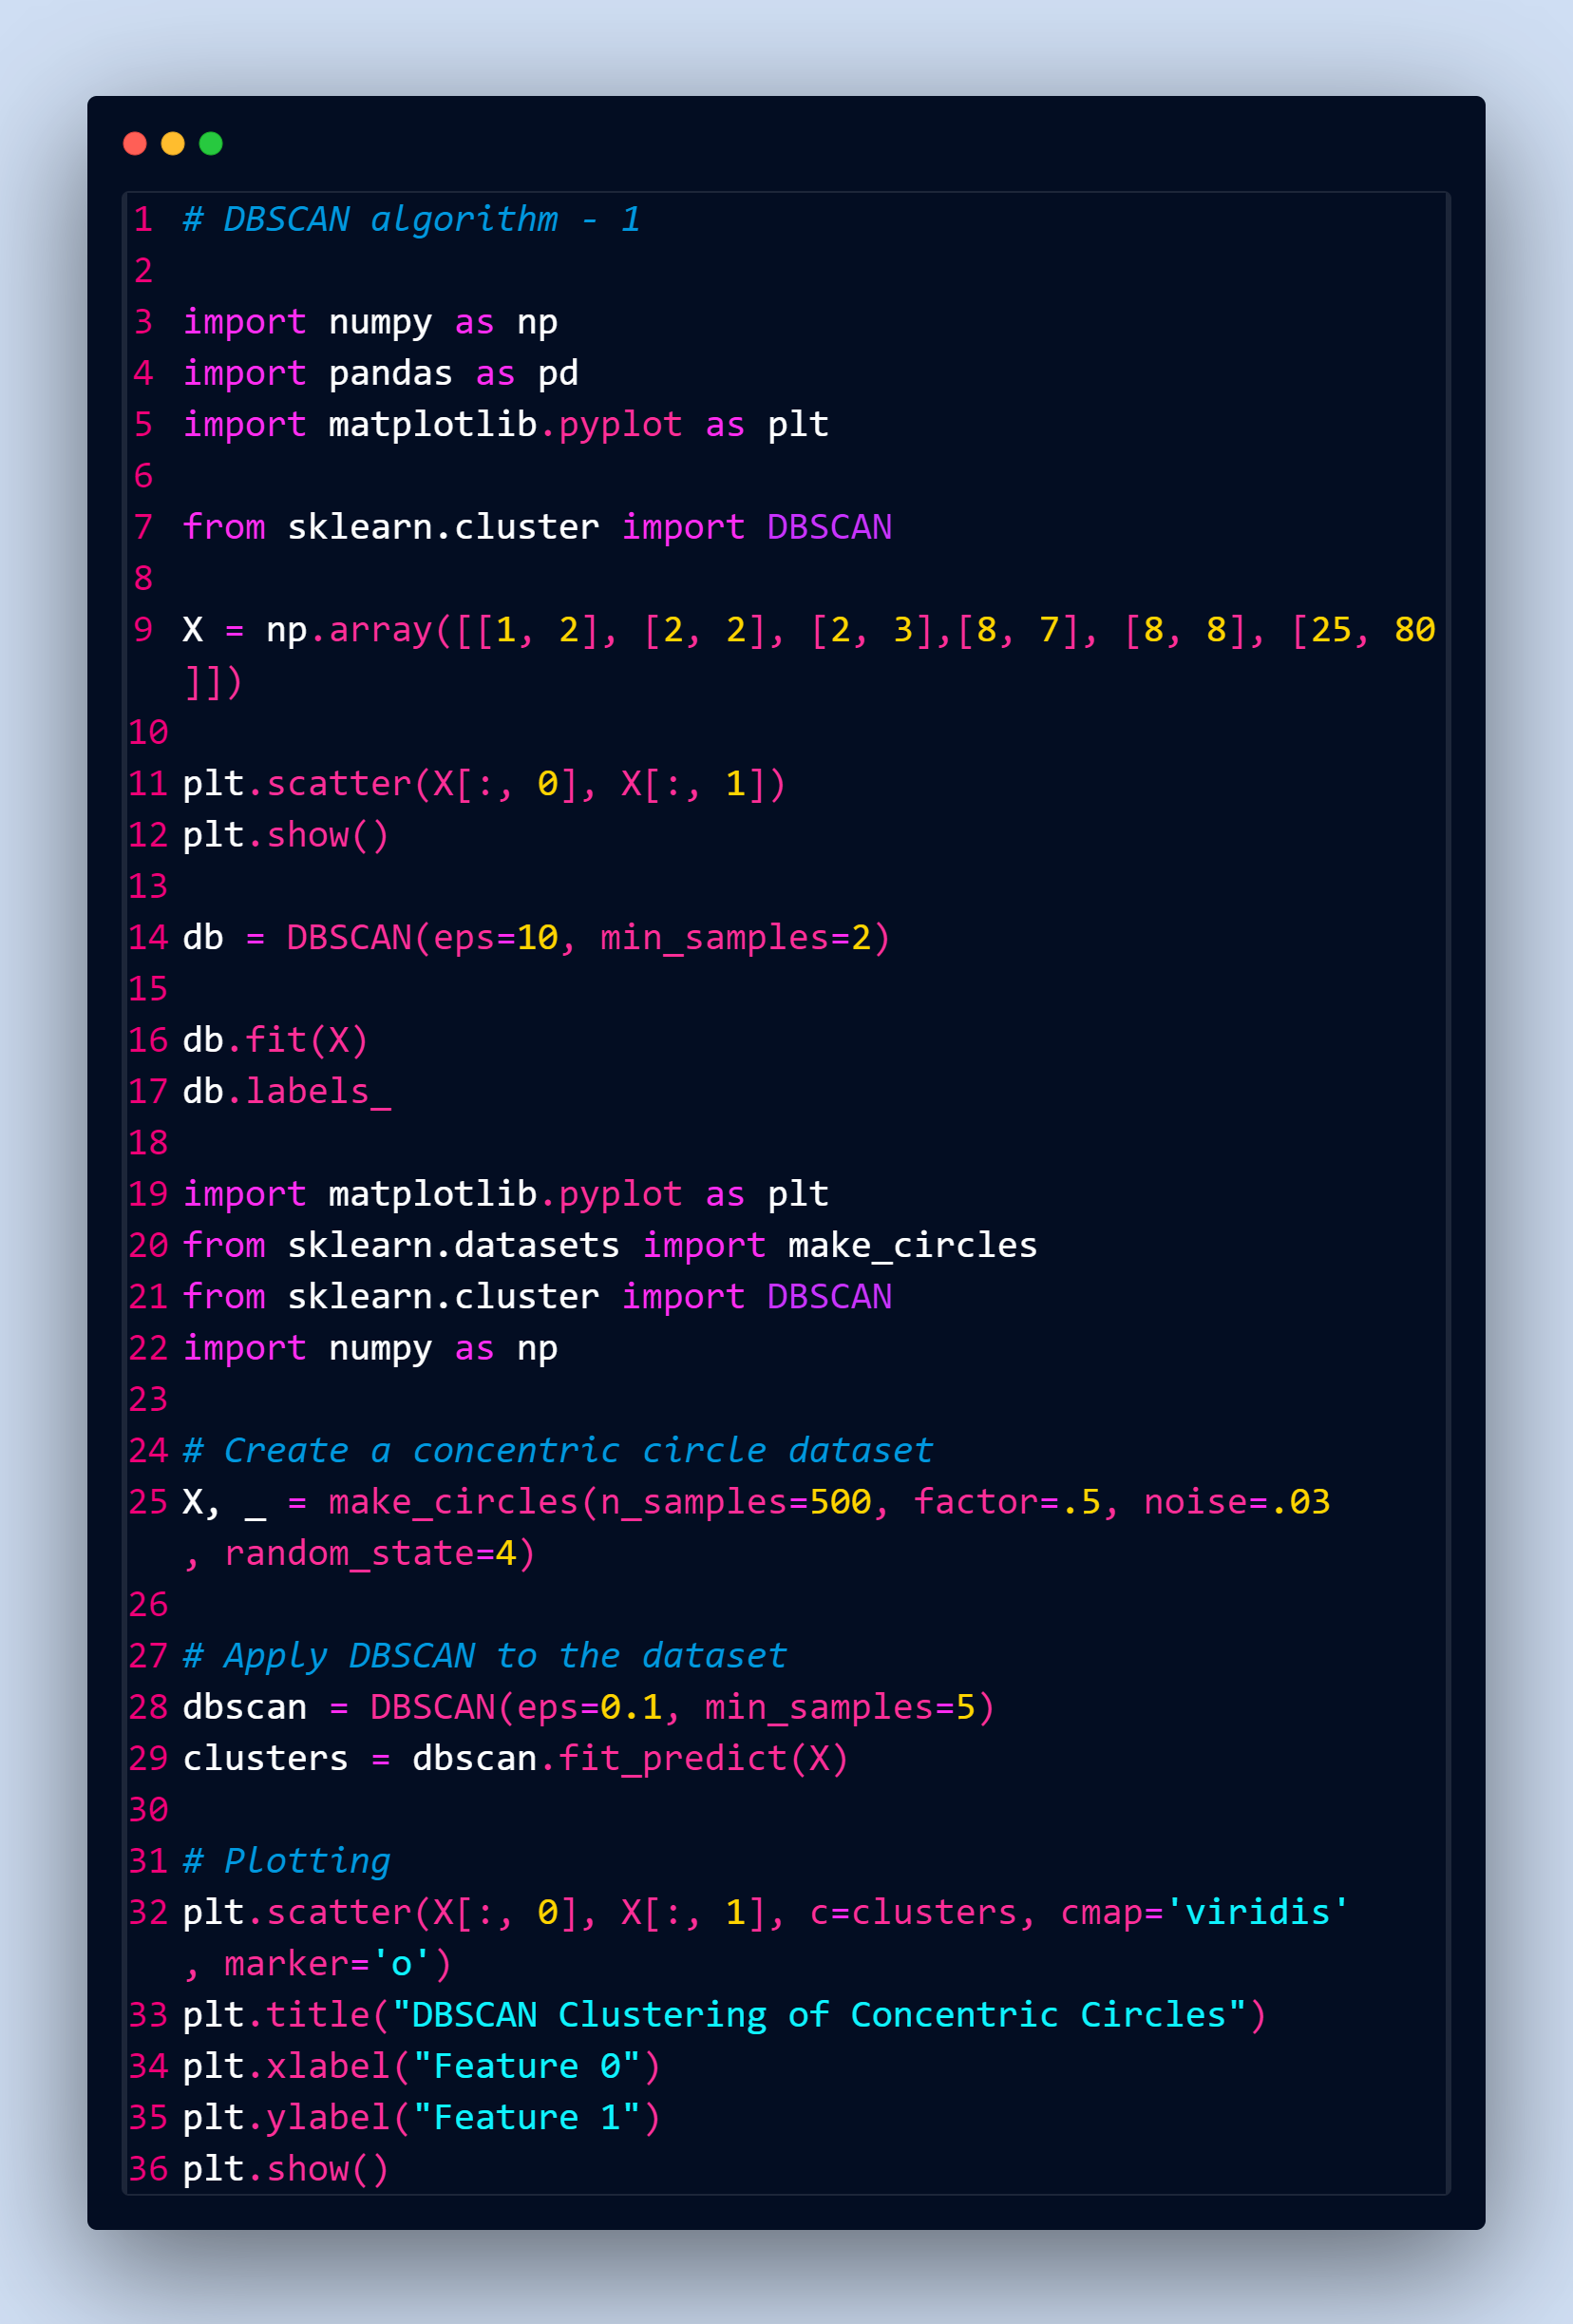 1 # DBSCAN algorithm - 1
2
3 import numpy as np
4 import pandas as pd
5 import matplotlib.pyplot as plt
6
7 from sklearn.cluster import DBSCAN
8
9 X = np.array([[1, 2], [2, 2], [2, 3],[8, 7], [8, 8], [25, 80
]])
10
11 plt.scatter(X[:, 0], X[:, 1])
12 plt.show()
13
14 db = DBSCAN(eps=10, min_samples=2)
15
16 db.fit(X)
17 db.labels_
18
19 import matplotlib.pyplot as plt
20 from sklearn.datasets import make_circles
21 from sklearn.cluster import DBSCAN
22 import numpy as np
23
24 # Create a concentric circle dataset
25 X, _ = make_circles(n_samples=500, factor=.5, noise=.03
, random_state=4)
26
27 # Apply DBSCAN to the dataset
28 dbscan = DBSCAN(eps=0.1, min_samples=5)
29 clusters = dbscan.fit_predict(X)
30
31 # Plotting
32 plt.scatter(X[:, 0], X[:, 1], c=clusters, cmap='viridis'
, marker='o')
33 plt.title("DBSCAN Clustering of Concentric Circles")
34 plt.xlabel("Feature 0")
35 plt.ylabel("Feature 1")
36 plt.show()